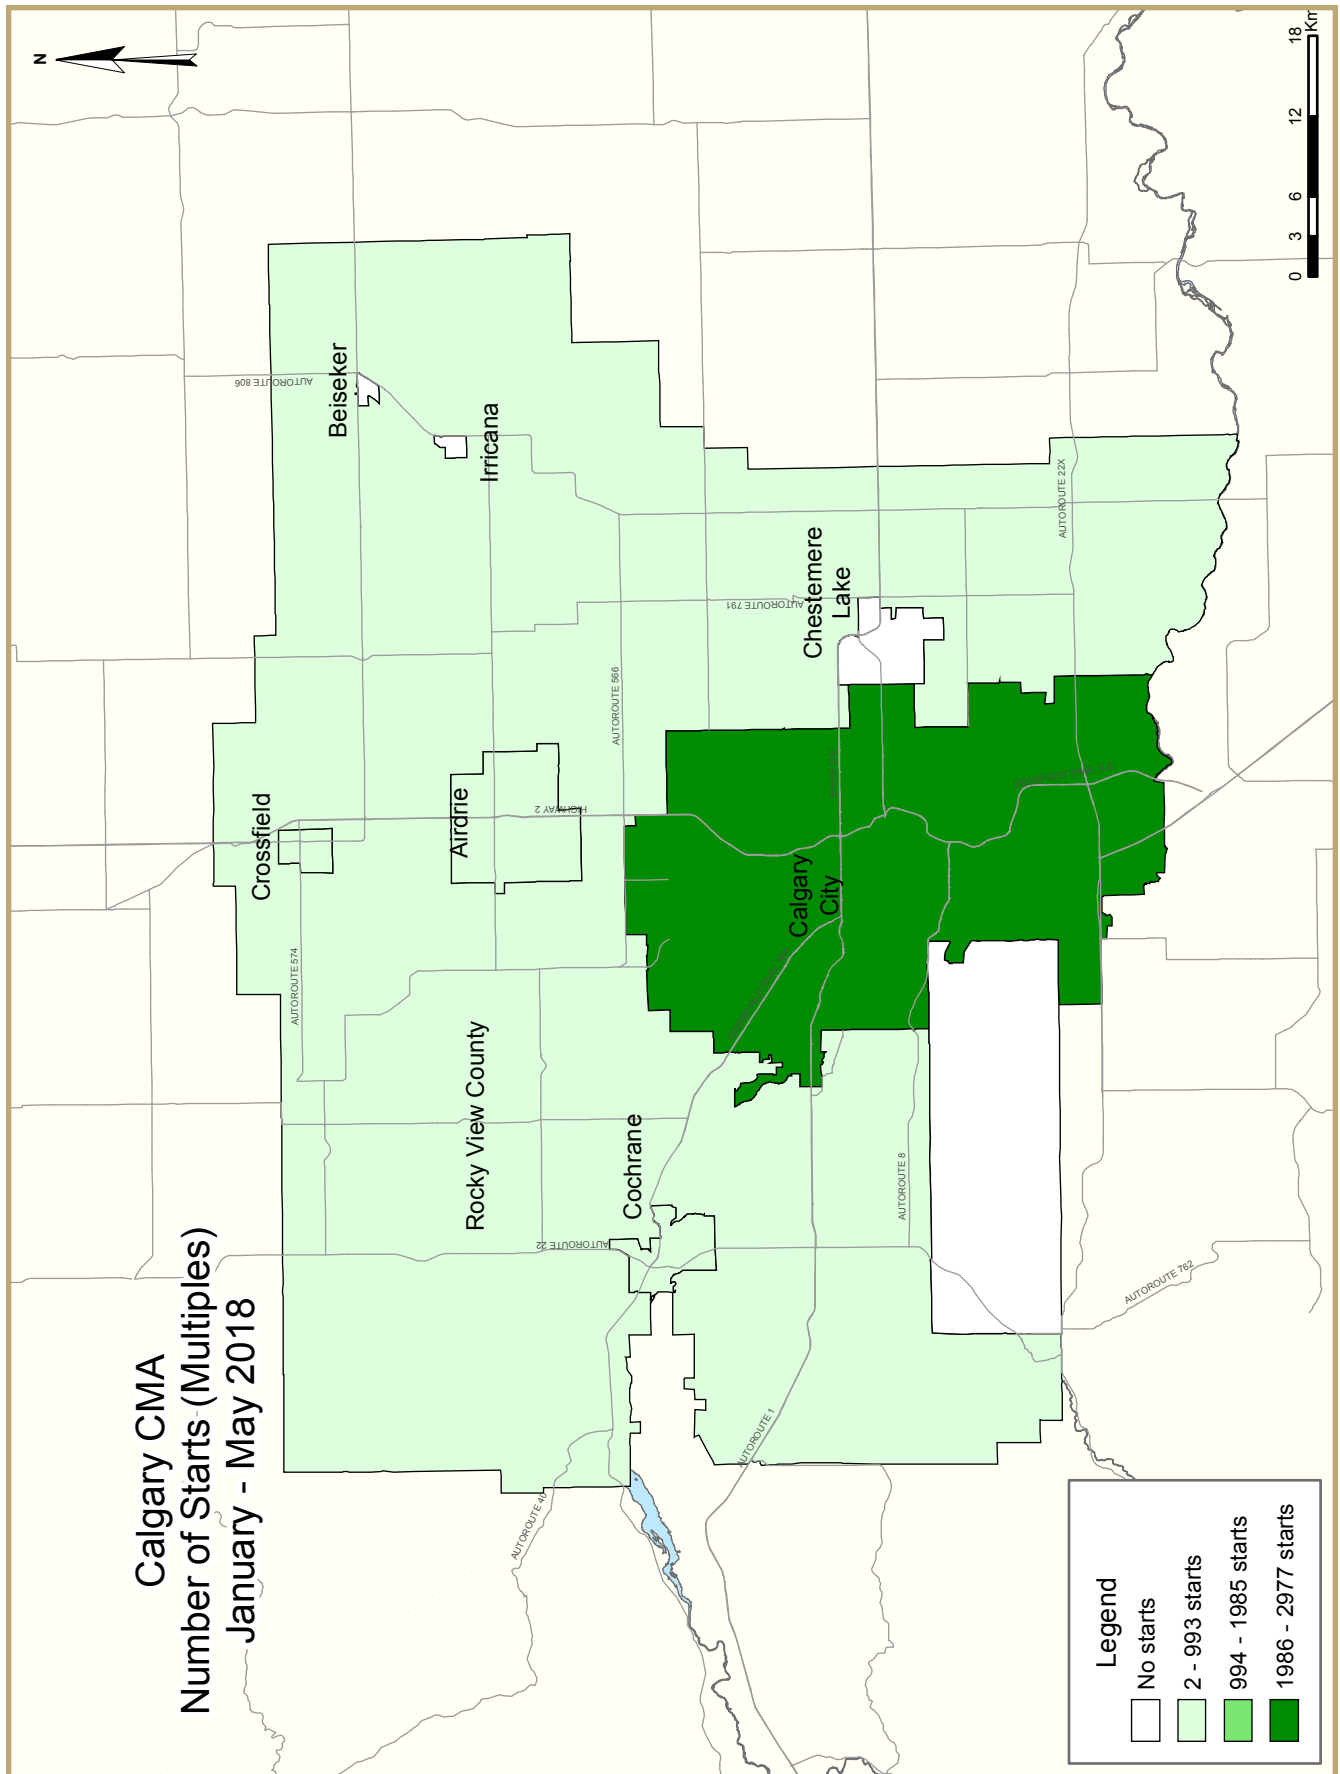 Calgary CMA
Number of Starts (Multiples)
January - May 2018
N
Beiseker
Irricana
Crossfield
Airdrie
Rocky View County
Cochrane
Calgary
City
Chestemere
Lake
AUTOROUTE 806
AUTOROUTE 574
HIGHWAY 2
AUTOROUTE 566
AUTOROUTE 791
AUTOROUTE 22X
AUTOROUTE 22
AUTOROUTE 8
AUTOROUTE 762
AUTOROUTE 1
AUTOROUTE 40
Legend
No starts
2 - 993 starts
994 - 1985 starts
1986 - 2977 starts
0 3 6 12 18
Km